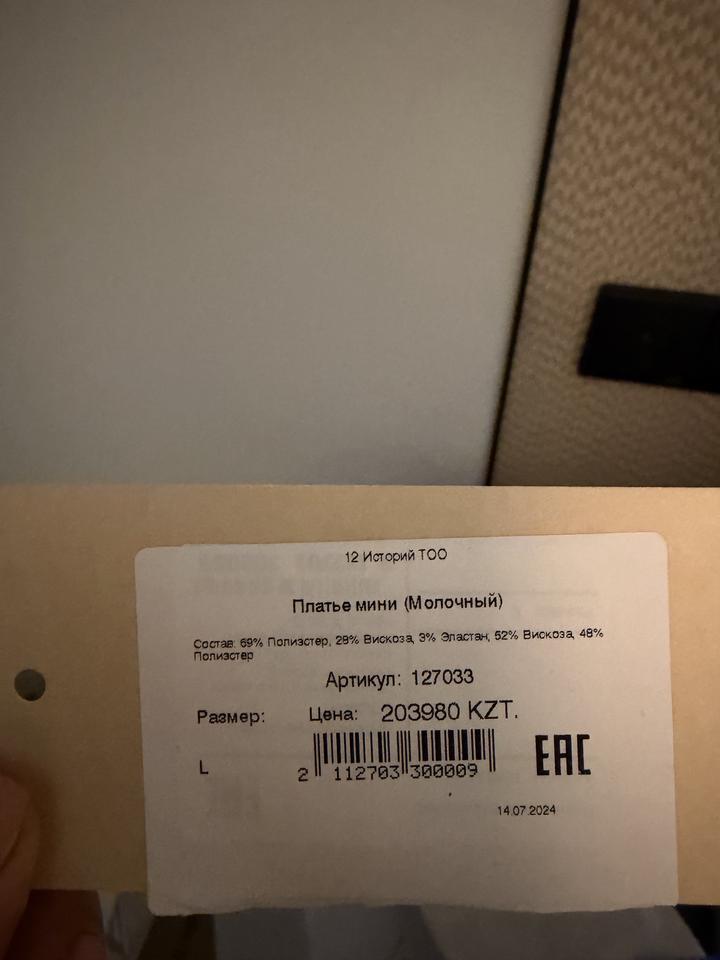 12 Историй ТОО
Платье мини (Молочный)
Состав: 69% Полиэстер, 28% Вискоза, 3% Эластан, 52% Вискоза, 48%
Полиэстер
Артикул: 127033
Размер: Цена: 203980 KZT.
L
2 112703 300009
EAC
14.07.2024